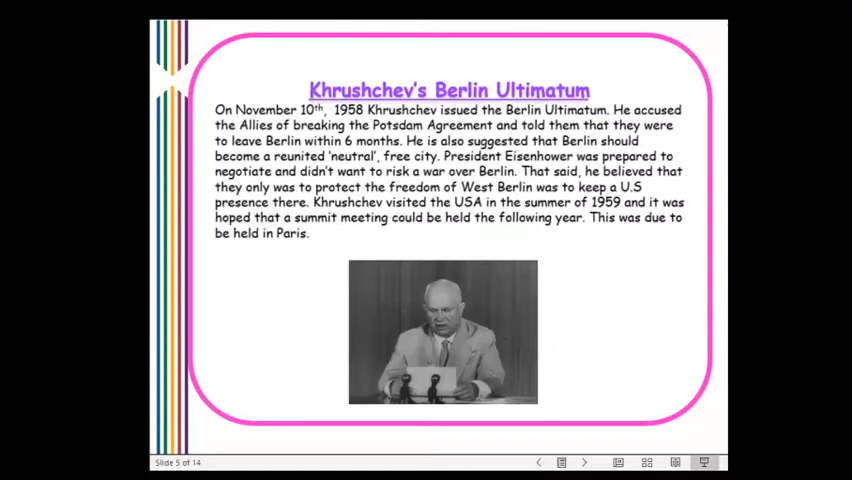 Khrushchev's Berlin Ultimatum
On November 10th, 1958 Khrushchev issued the Berlin Ultimatum. He accused
the Allies of breaking the Potsdam Agreement and told them that they were
to leave Berlin within 6 months. He is also suggested that Berlin should
become a reunited 'neutral', free city. President Eisenhower was prepared to
negotiate and didn't want to risk a war over Berlin. That said, he believed that
they only was to protect the freedom of West Berlin was to keep a U.S
presence there. Khrushchev visited the USA in the summer of 1959 and it was
hoped that a summit meeting could be held the following year. This was due to
be held in Paris.
Slide 5 of 14